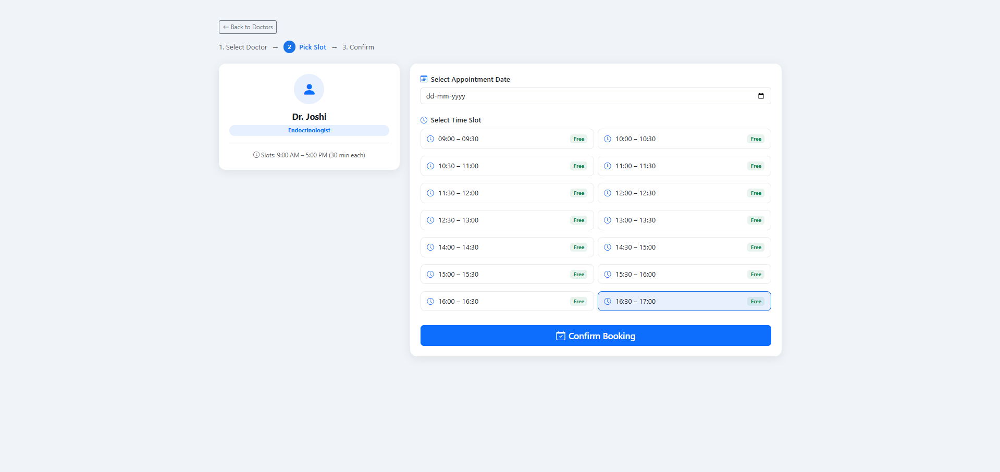 ← Back to Doctors
1. Select Doctor → 2 Pick Slot → 3. Confirm
Dr. Joshi
Endocrinologist
Slots: 9:00 AM – 5:00 PM (30 min each)
Select Appointment Date
dd-mm-yyyy
Select Time Slot
09:00 – 09:30 Free
10:00 – 10:30 Free
10:30 – 11:00 Free
11:00 – 11:30 Free
11:30 – 12:00 Free
12:00 – 12:30 Free
12:30 – 13:00 Free
13:00 – 13:30 Free
14:00 – 14:30 Free
14:30 – 15:00 Free
15:00 – 15:30 Free
15:30 – 16:00 Free
16:00 – 16:30 Free
16:30 – 17:00 Free
Confirm Booking